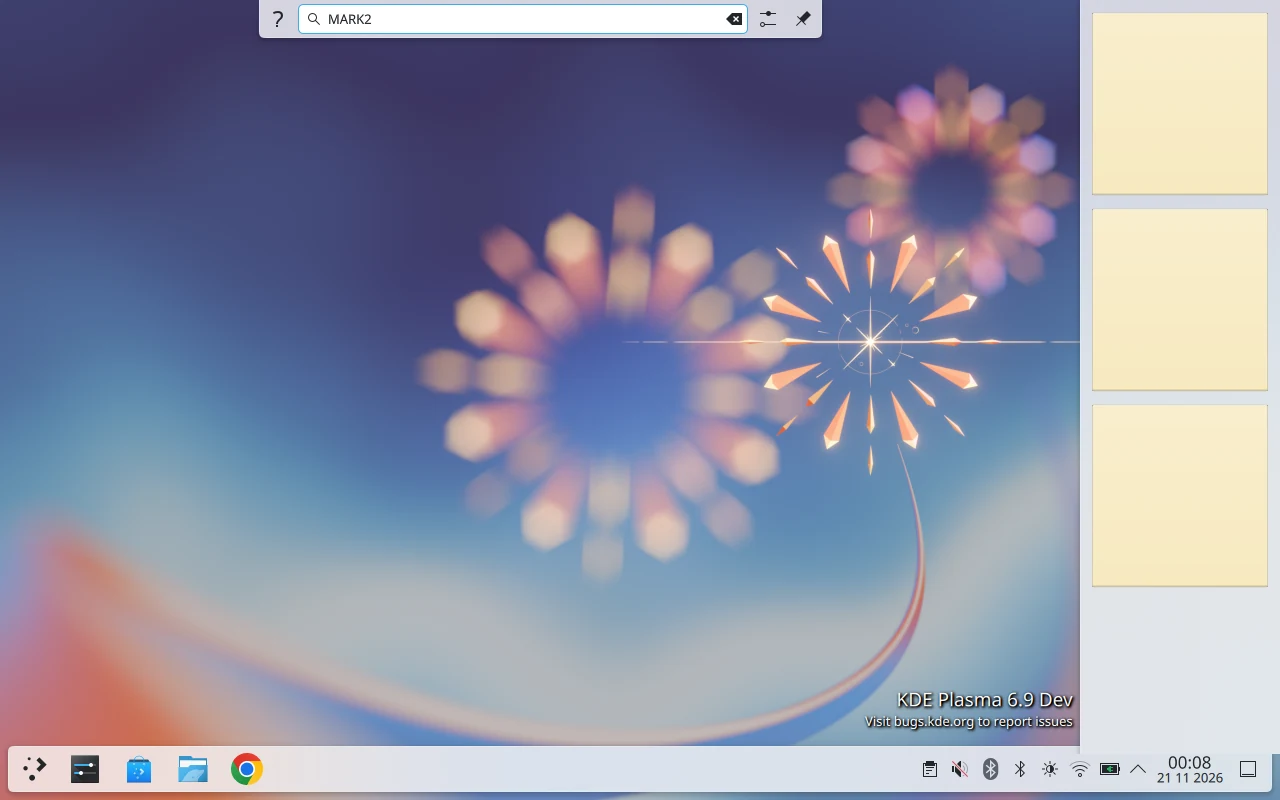 ?
MARK2
KDE Plasma 6.9 Dev
Visit bugs.kde.org to report issues
00:08
21 11 2026